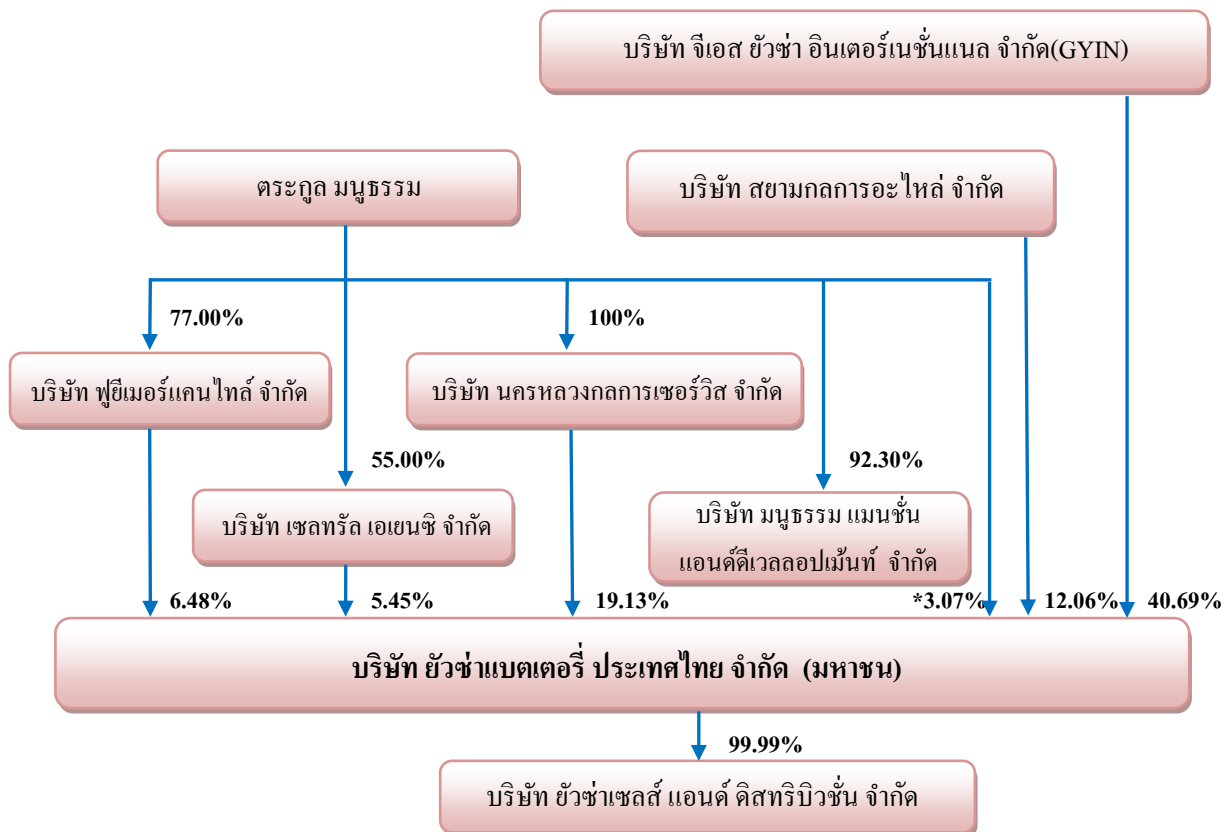 บริษัท จีเอส ยัวซ่า อินเตอร์เนชั่นแนล จำกัด(GYIN)
ตระกูล มนูธรรม
บริษัท สยามกลการอะไหล่ จำกัด
77.00%
100%
บริษัท ฟูยีเมอร์แคนไทล์ จำกัด
บริษัท นครหลวงกลการเซอร์วิส จำกัด
55.00%
92.30%
บริษัท เซลทรัล เอเยนซี จำกัด
บริษัท มนูธรรม แมนชั่น
แอนด์ดีเวลลอปเม้นท์ จำกัด
6.48%
5.45%
19.13%
*3.07%
12.06%
40.69%
บริษัท ยัวซ่าแบตเตอรี่ ประเทศไทย จำกัด (มหาชน)
99.99%
บริษัท ยัวซ่าเซลส์ แอนด์ ดิสทริบิวชั่น จำกัด